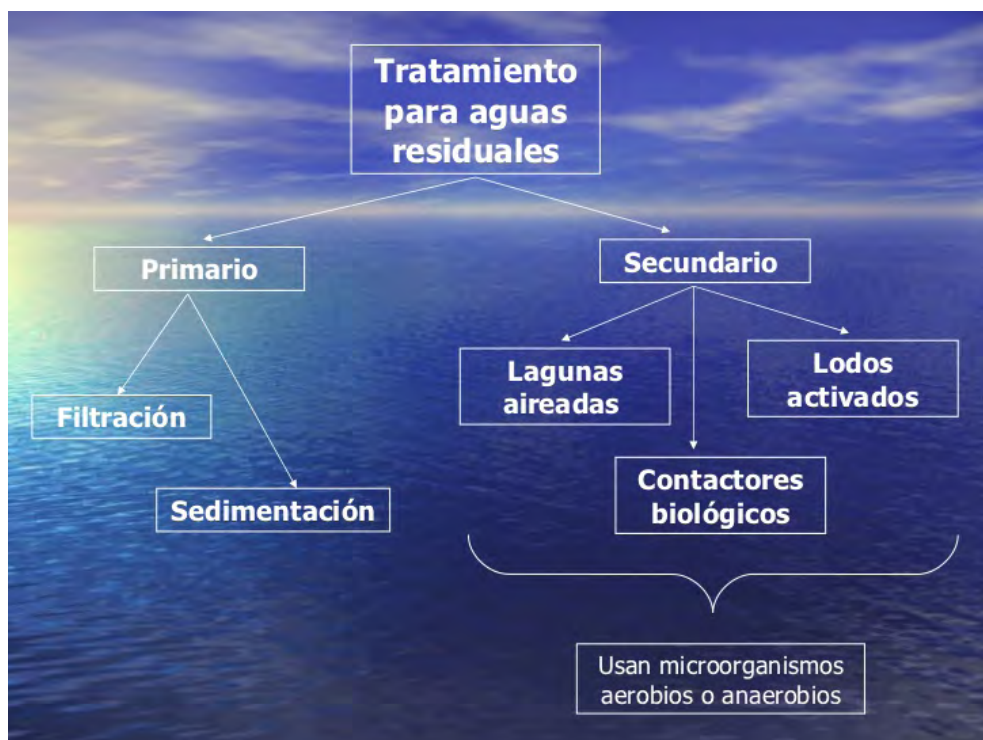 Tratamiento
para aguas
residuales
Primario
Secundario
Filtración
Sedimentación
Lagunas
aireadas
Lodos
activados
Contactores
biológicos
Usan microorganismos
aerobios o anaerobios